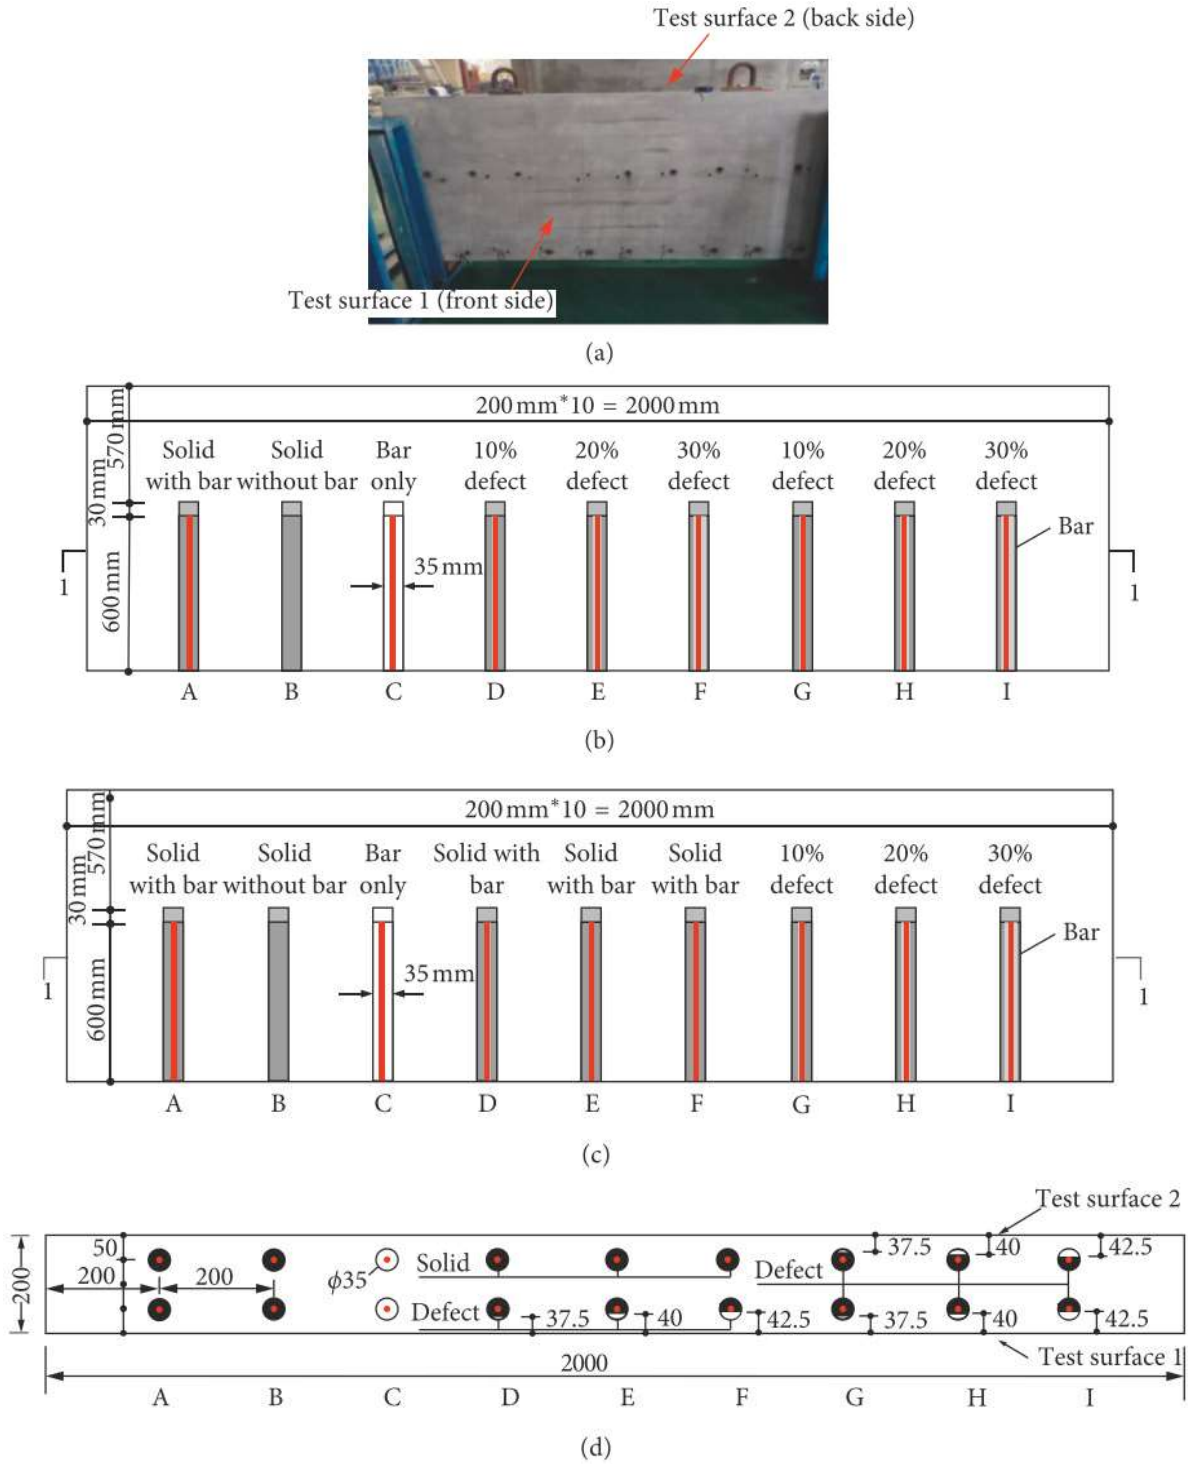 Test surface 2 (back side)
Test surface 1 (front side)
(a)
200 mm*10 = 2000 mm
570 mm
30 mm
600 mm
Solid with bar
Solid without bar
Bar only
10% defect
20% defect
30% defect
10% defect
20% defect
30% defect
Bar
35 mm
1
1
A B C D E F G H I
(b)
200 mm*10 = 2000 mm
570 mm
30 mm
600 mm
Solid with bar
Solid without bar
Bar only
Solid with bar
Solid with bar
Solid with bar
10% defect
20% defect
30% defect
Bar
35 mm
1
1
A B C D E F G H I
(c)
Test surface 2
50
200
200
200
ϕ35
Solid
Defect
37.5
40
42.5
Defect
37.5
40
42.5
37.5
40
42.5
Test surface 1
2000
A B C D E F G H I
(d)